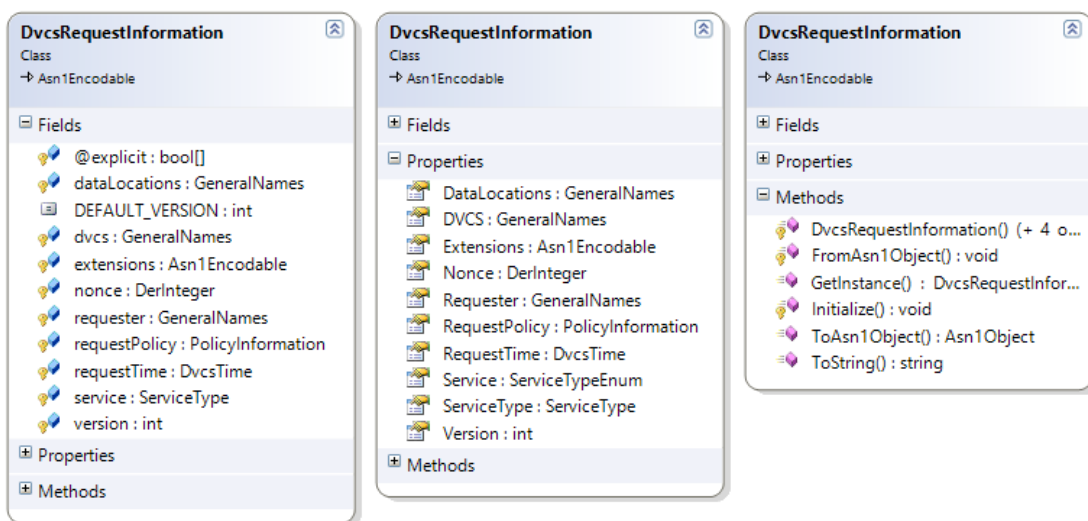 DvcsRequestInformation
Class
Asn1Encodable
Fields
@explicit : bool[]
dataLocations : GeneralNames
DEFAULT_VERSION : int
dvcs : GeneralNames
extensions : Asn1Encodable
nonce : DerInteger
requester : GeneralNames
requestPolicy : PolicyInformation
requestTime : DvcsTime
service : ServiceType
version : int
Properties
Methods
DvcsRequestInformation
Class
Asn1Encodable
Fields
Properties
DataLocations : GeneralNames
DVCS : GeneralNames
Extensions : Asn1Encodable
Nonce : DerInteger
Requester : GeneralNames
RequestPolicy : PolicyInformation
RequestTime : DvcsTime
Service : ServiceTypeEnum
ServiceType : ServiceType
Version : int
Methods
DvcsRequestInformation
Class
Asn1Encodable
Fields
Properties
Methods
DvcsRequestInformation() (+ 4 o...
FromAsn1Object() : void
GetInstance() : DvcsRequestInfor...
Initialize() : void
ToAsn1Object() : Asn1Object
ToString() : string